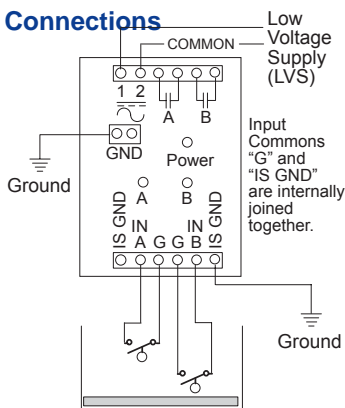 Connections
Low
Voltage
Supply
(LVS)
COMMON
1 2
A
B
GND
Power
Ground
Input
Commons
“G” and
“IS GND”
are internally
joined
together.
A
B
IS GND
IN
A
G
G
IN
B
IS GND
Ground